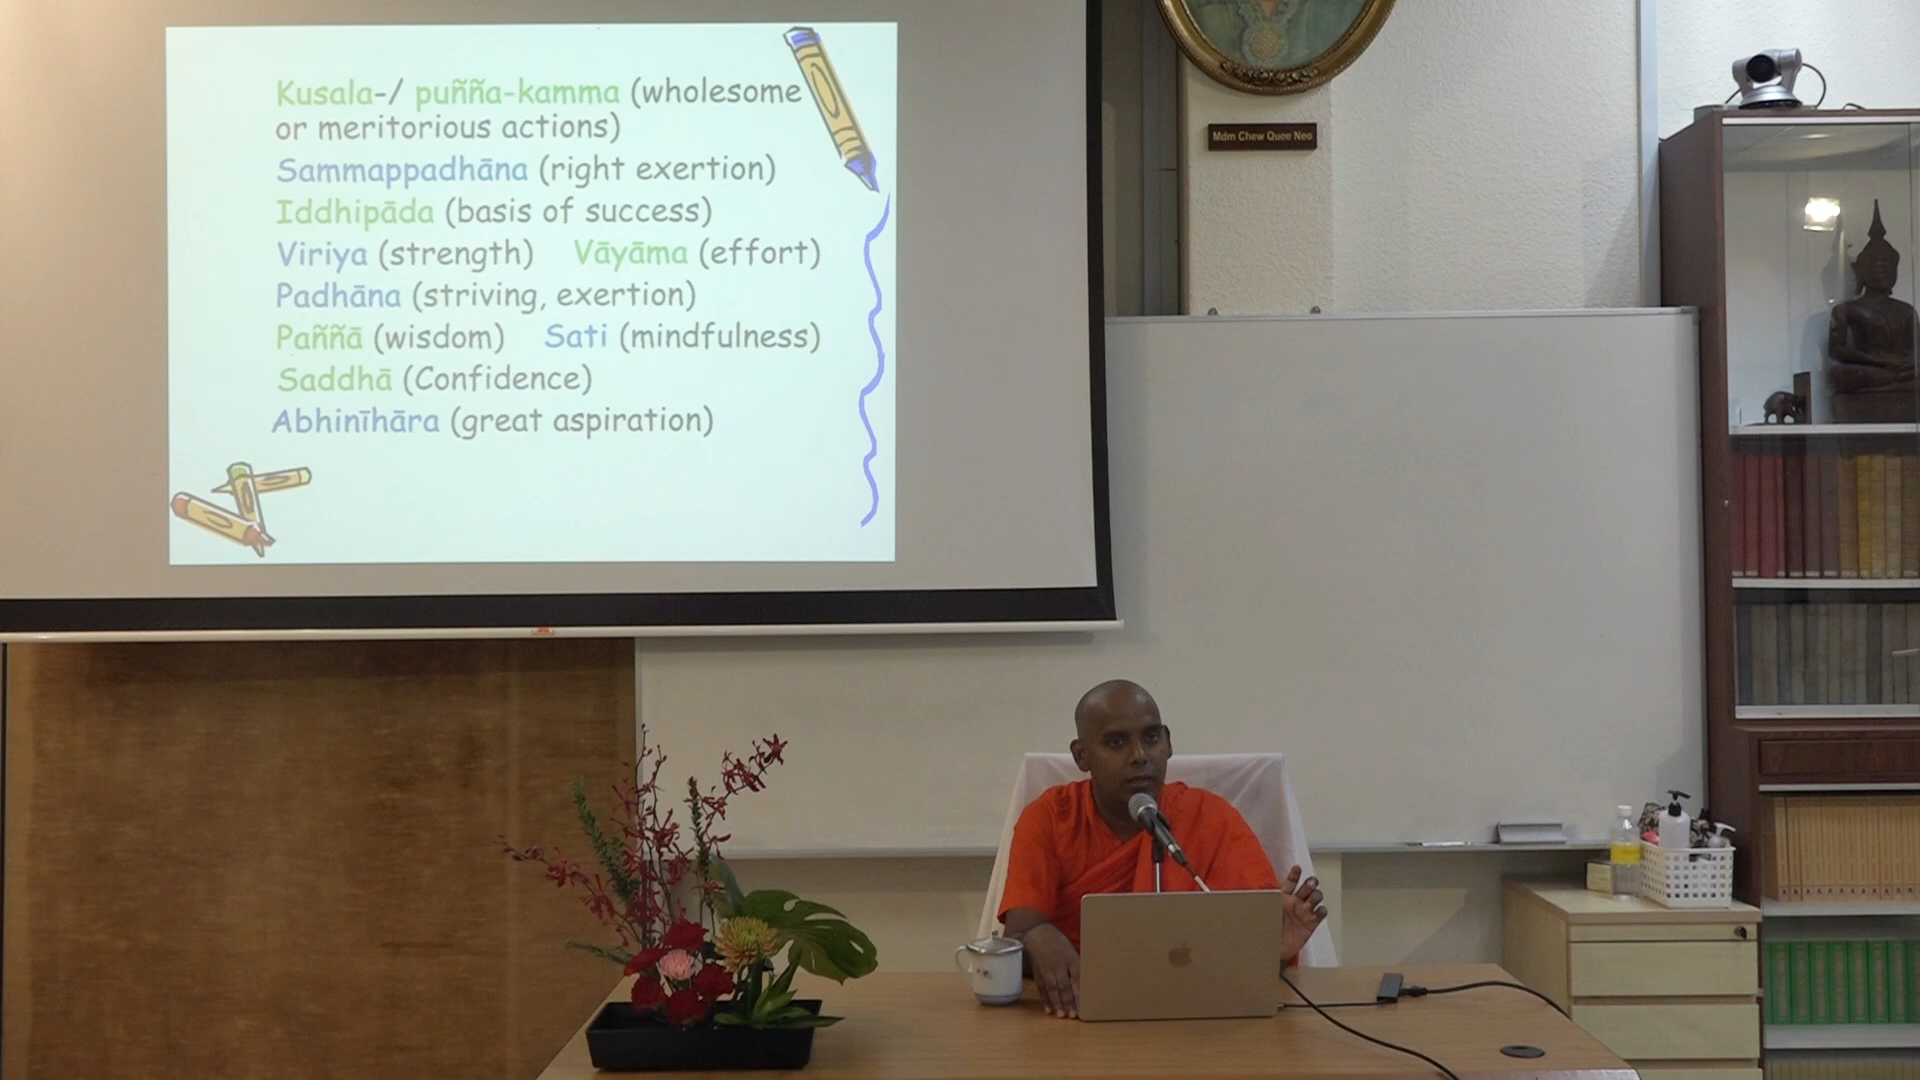 Kusala-/ puñña-kamma (wholesome
or meritorious actions)
Sammappadhāna (right exertion)
Iddhipāda (basis of success)
Viriya (strength) Vāyāma (effort)
Padhāna (striving, exertion)
Paññā (wisdom) Sati (mindfulness)
Saddhā (Confidence)
Abhinīhāra (great aspiration)
Mdm Chew Quee Neo